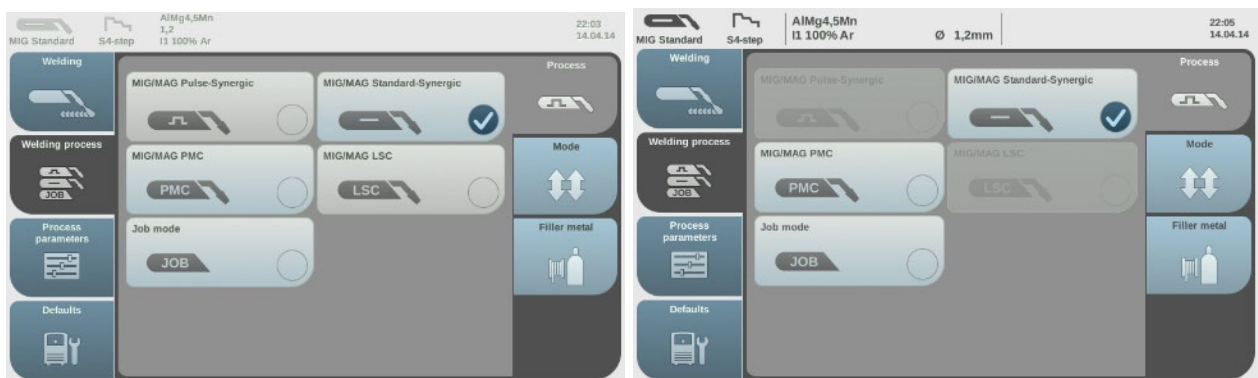 MIG Standard
S4-step
AlMg4,5Mn
1,2
I1 100% Ar
22:03
14.04.14
Welding
Process
MIG/MAG Pulse-Synergic
MIG/MAG Standard-Synergic
Welding process
JOB
MIG/MAG PMC
PMC
MIG/MAG LSC
LSC
Mode
Process
parameters
Job mode
JOB
Filler metal
Defaults
MIG Standard
S4-step
AlMg4,5Mn
I1 100% Ar
Ø 1,2mm
22:05
14.04.14
Welding
Process
MIG/MAG Pulse-Synergic
MIG/MAG Standard-Synergic
Welding process
JOB
MIG/MAG PMC
PMC
MIG/MAG LSC
LSC
Mode
Process
parameters
Job mode
JOB
Filler metal
Defaults